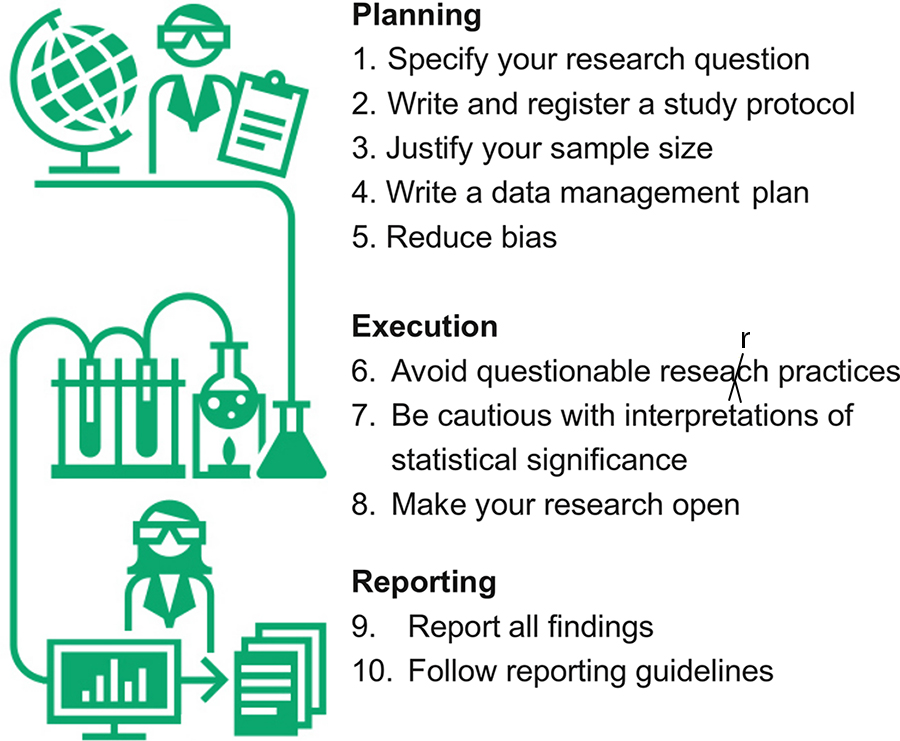 Planning
1. Specify your research question
2. Write and register a study protocol
3. Justify your sample size
4. Write a data management plan
5. Reduce bias
Execution
r
6. Avoid questionable reseach practices
7. Be cautious with interpretations of
statistical significance
8. Make your research open
Reporting
9. Report all findings
10. Follow reporting guidelines